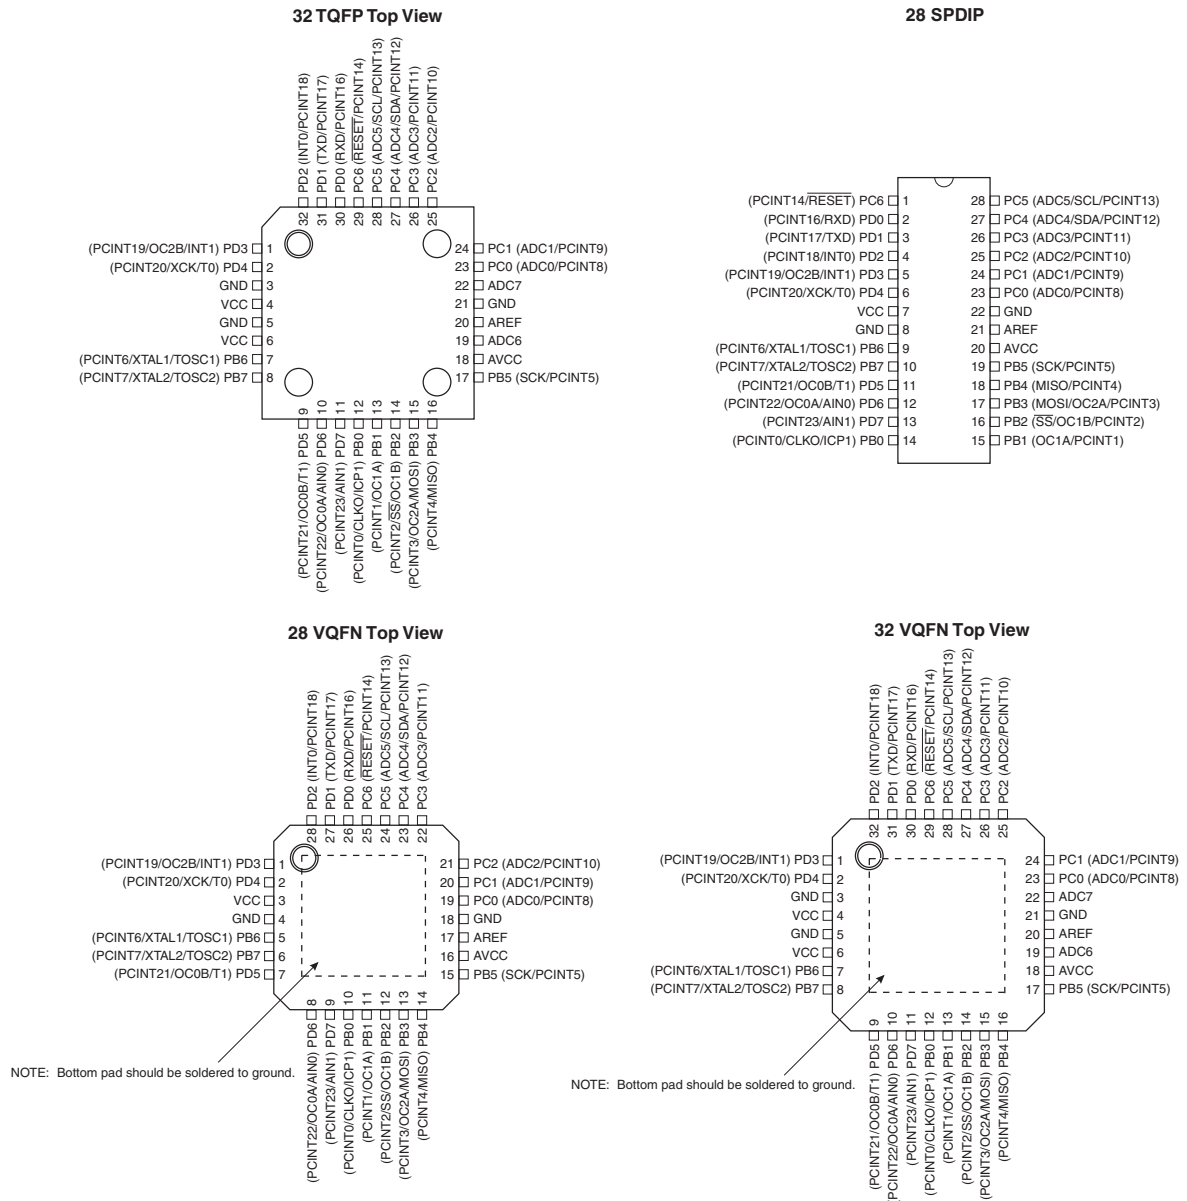 32 TQFP Top View
PD2 (INT0/PCINT18)
PD1 (TXD/PCINT17)
PD0 (RXD/PCINT16)
PC6 (RESET/PCINT14)
PC5 (ADC5/SCL/PCINT13)
PC4 (ADC4/SDA/PCINT12)
PC3 (ADC3/PCINT11)
PC2 (ADC2/PCINT10)
32 31 30 29 28 27 26 25
(PCINT19/OC2B/INT1) PD3 1
(PCINT20/XCK/T0) PD4 2
GND 3
VCC 4
GND 5
VCC 6
(PCINT6/XTAL1/TOSC1) PB6 7
(PCINT7/XTAL2/TOSC2) PB7 8
24 PC1 (ADC1/PCINT9)
23 PC0 (ADC0/PCINT8)
22 ADC7
21 GND
20 AREF
19 ADC6
18 AVCC
17 PB5 (SCK/PCINT5)
9 10 11 12 13 14 15 16
(PCINT21/OC0B/T1) PD5
(PCINT22/OC0A/AIN0) PD6
(PCINT23/AIN1) PD7
(PCINT0/CLKO/ICP1) PB0
(PCINT1/OC1A) PB1
(PCINT2/SS/OC1B) PB2
(PCINT3/OC2A/MOSI) PB3
(PCINT4/MISO) PB4
28 SPDIP
(PCINT14/RESET) PC6 1
(PCINT16/RXD) PD0 2
(PCINT17/TXD) PD1 3
(PCINT18/INT0) PD2 4
(PCINT19/OC2B/INT1) PD3 5
(PCINT20/XCK/T0) PD4 6
VCC 7
GND 8
(PCINT6/XTAL1/TOSC1) PB6 9
(PCINT7/XTAL2/TOSC2) PB7 10
(PCINT21/OC0B/T1) PD5 11
(PCINT22/OC0A/AIN0) PD6 12
(PCINT23/AIN1) PD7 13
(PCINT0/CLKO/ICP1) PB0 14
28 PC5 (ADC5/SCL/PCINT13)
27 PC4 (ADC4/SDA/PCINT12)
26 PC3 (ADC3/PCINT11)
25 PC2 (ADC2/PCINT10)
24 PC1 (ADC1/PCINT9)
23 PC0 (ADC0/PCINT8)
22 GND
21 AREF
20 AVCC
19 PB5 (SCK/PCINT5)
18 PB4 (MISO/PCINT4)
17 PB3 (MOSI/OC2A/PCINT3)
16 PB2 (SS/OC1B/PCINT2)
15 PB1 (OC1A/PCINT1)
28 VQFN Top View
PD2 (INT0/PCINT18)
PD1 (TXD/PCINT17)
PD0 (RXD/PCINT16)
PC6 (RESET/PCINT14)
PC5 (ADC5/SCL/PCINT13)
PC4 (ADC4/SDA/PCINT12)
PC3 (ADC3/PCINT11)
28 27 26 25 24 23 22
(PCINT19/OC2B/INT1) PD3 1
(PCINT20/XCK/T0) PD4 2
VCC 3
GND 4
(PCINT6/XTAL1/TOSC1) PB6 5
(PCINT7/XTAL2/TOSC2) PB7 6
(PCINT21/OC0B/T1) PD5 7
21 PC2 (ADC2/PCINT10)
20 PC1 (ADC1/PCINT9)
19 PC0 (ADC0/PCINT8)
18 GND
17 AREF
16 AVCC
15 PB5 (SCK/PCINT5)
8 9 10 11 12 13 14
(PCINT22/OC0A/AIN0) PD6
(PCINT23/AIN1) PD7
(PCINT0/CLKO/ICP1) PB0
(PCINT1/OC1A) PB1
(PCINT2/SS/OC1B) PB2
(PCINT3/OC2A/MOSI) PB3
(PCINT4/MISO) PB4
NOTE: Bottom pad should be soldered to ground.
32 VQFN Top View
PD2 (INT0/PCINT18)
PD1 (TXD/PCINT17)
PD0 (RXD/PCINT16)
PC6 (RESET/PCINT14)
PC5 (ADC5/SCL/PCINT13)
PC4 (ADC4/SDA/PCINT12)
PC3 (ADC3/PCINT11)
PC2 (ADC2/PCINT10)
32 31 30 29 28 27 26 25
(PCINT19/OC2B/INT1) PD3 1
(PCINT20/XCK/T0) PD4 2
GND 3
VCC 4
GND 5
VCC 6
(PCINT6/XTAL1/TOSC1) PB6 7
(PCINT7/XTAL2/TOSC2) PB7 8
24 PC1 (ADC1/PCINT9)
23 PC0 (ADC0/PCINT8)
22 ADC7
21 GND
20 AREF
19 ADC6
18 AVCC
17 PB5 (SCK/PCINT5)
9 10 11 12 13 14 15 16
(PCINT21/OC0B/T1) PD5
(PCINT22/OC0A/AIN0) PD6
(PCINT23/AIN1) PD7
(PCINT0/CLKO/ICP1) PB0
(PCINT1/OC1A) PB1
(PCINT2/SS/OC1B) PB2
(PCINT3/OC2A/MOSI) PB3
(PCINT4/MISO) PB4
NOTE: Bottom pad should be soldered to ground.